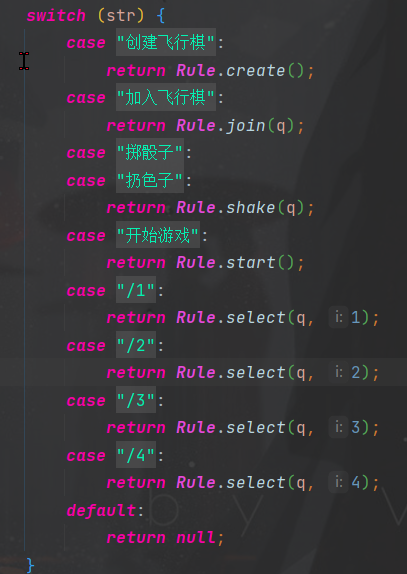 switch (str) {
case "创建飞行棋":
return Rule.create();
case "加入飞行棋":
return Rule.join(q);
case "掷骰子":
case "扔色子":
return Rule.shake(q);
case "开始游戏":
return Rule.start();
case "/1":
return Rule.select(q, i: 1);
case "/2":
return Rule.select(q, i: 2);
case "/3":
return Rule.select(q, i: 3);
case "/4":
return Rule.select(q, i: 4);
default:
return null;
}
b y